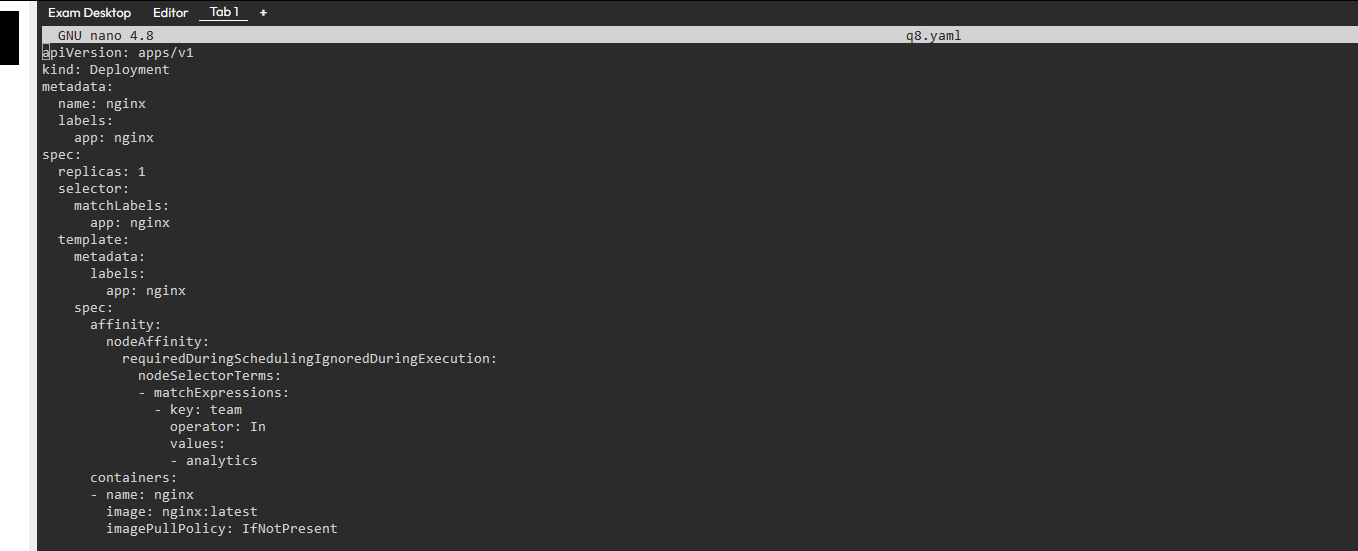 Exam Desktop Editor Tab 1 +
GNU nano 4.8 q8.yaml
apiVersion: apps/v1
kind: Deployment
metadata:
  name: nginx
  labels:
    app: nginx
spec:
  replicas: 1
  selector:
    matchLabels:
      app: nginx
  template:
    metadata:
      labels:
        app: nginx
    spec:
      affinity:
        nodeAffinity:
          requiredDuringSchedulingIgnoredDuringExecution:
            nodeSelectorTerms:
            - matchExpressions:
              - key: team
                operator: In
                values:
                - analytics
      containers:
      - name: nginx
        image: nginx:latest
        imagePullPolicy: IfNotPresent